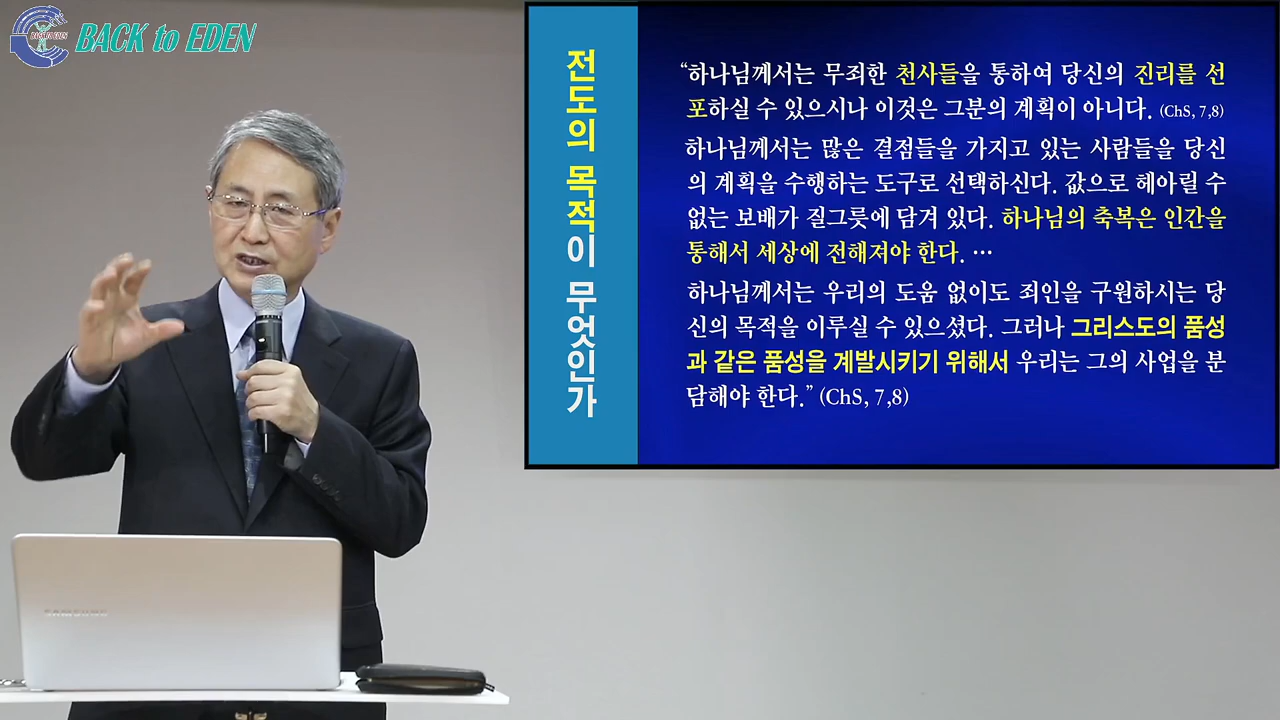 BACK to EDEN
BACK TO EDEN
전도의 목적이 무엇인가
“하나님께서는 무죄한 천사들을 통하여 당신의 진리를 선
포하실 수 있으시나 이것은 그분의 계획이 아니다. (ChS, 7,8)
하나님께서는 많은 결점들을 가지고 있는 사람들을 당신
의 계획을 수행하는 도구로 선택하신다. 값으로 헤아릴 수
없는 보배가 질그릇에 담겨 있다. 하나님의 축복은 인간을
통해서 세상에 전해져야 한다. …
하나님께서는 우리의 도움 없이도 죄인을 구원하시는 당
신의 목적을 이루실 수 있으셨다. 그러나 그리스도의 품성
과 같은 품성을 계발시키기 위해서 우리는 그의 사업을 분
담해야 한다.” (ChS, 7,8)
SAMSUNG